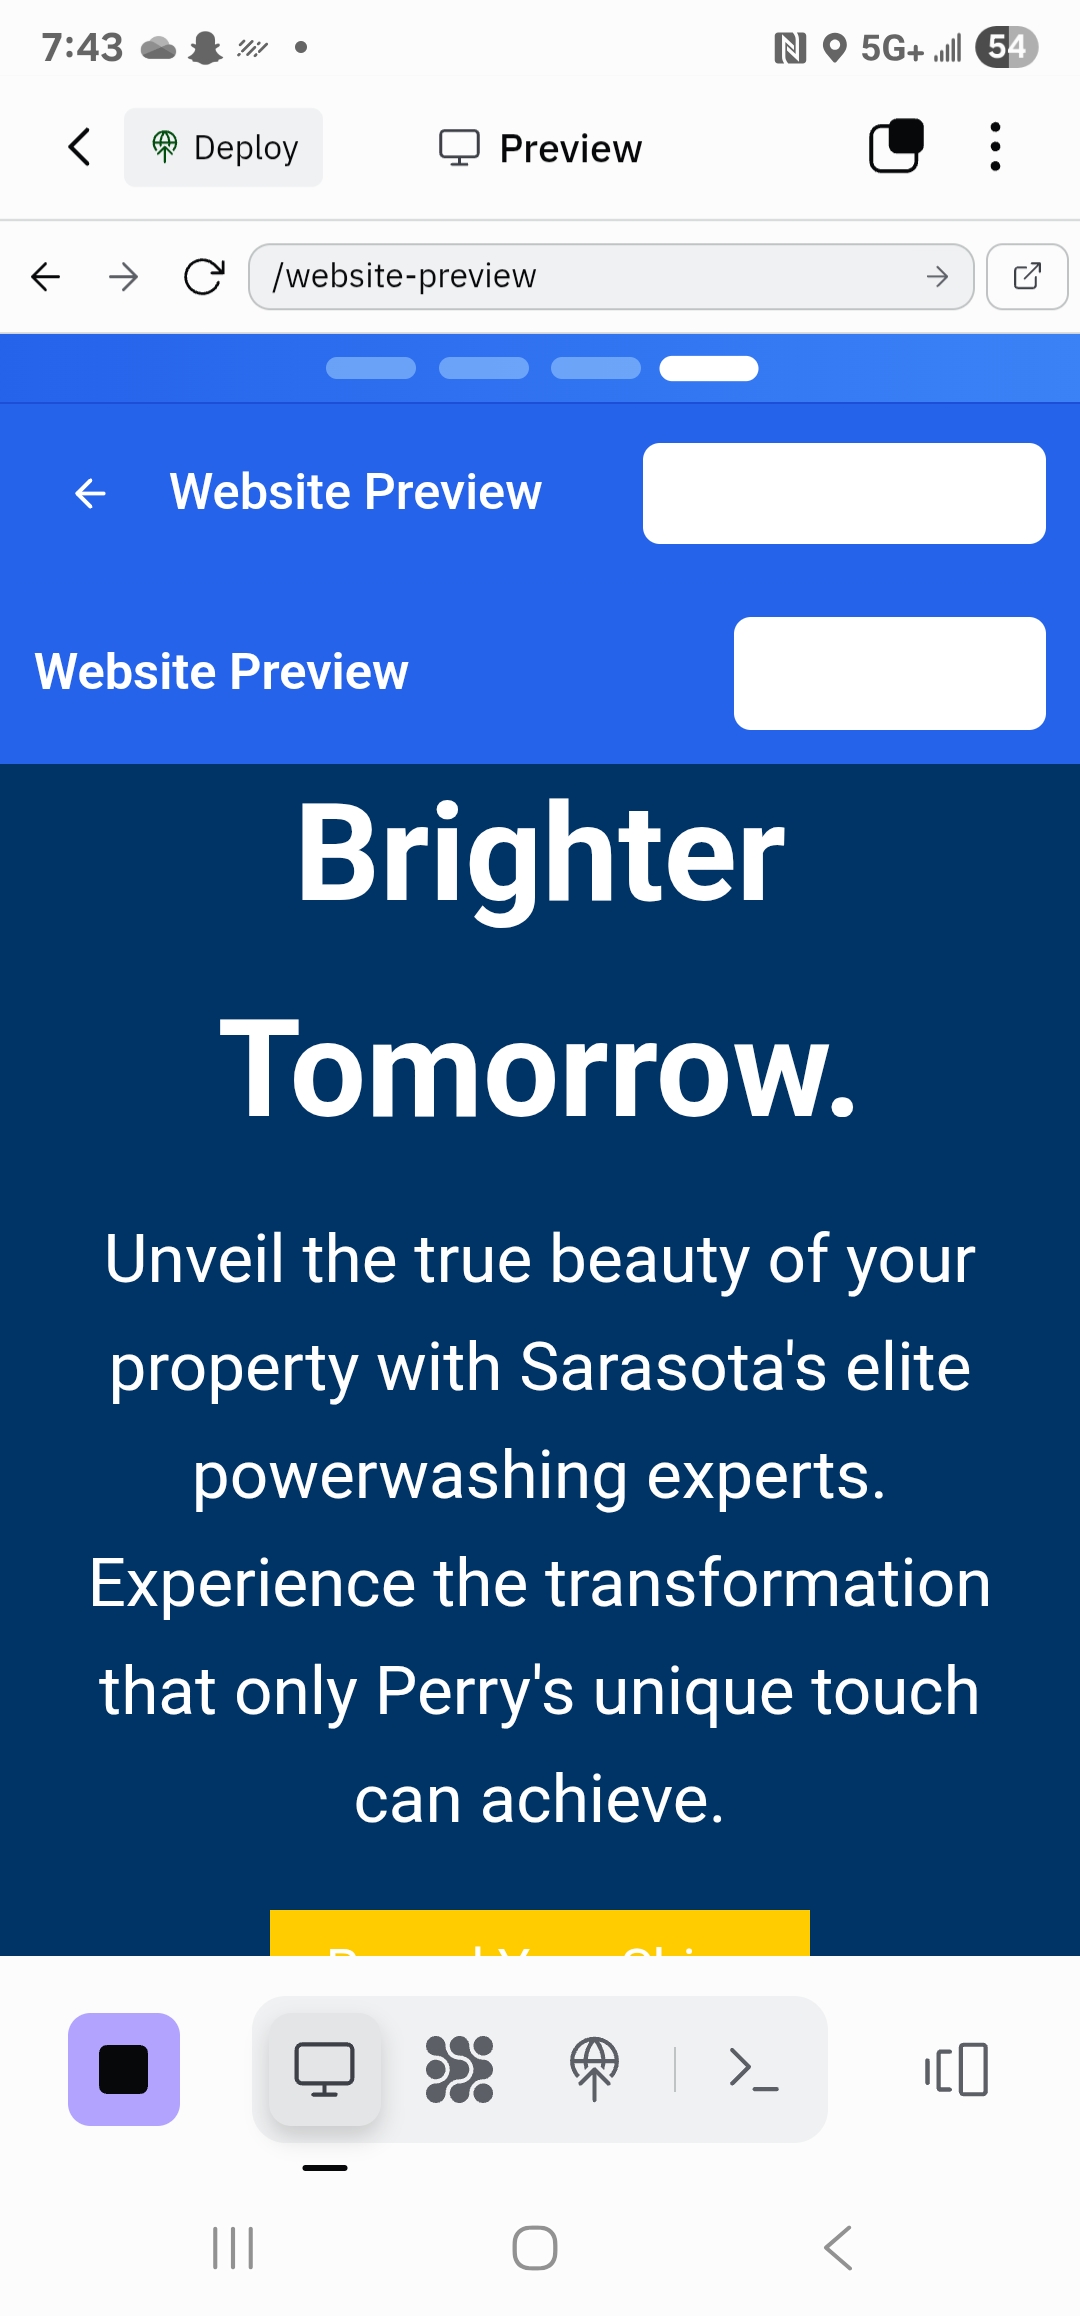 7:43 5G+ 54
Deploy Preview
/website-preview
Website Preview
Website Preview
Brighter
Tomorrow.
Unveil the true beauty of your
property with Sarasota's elite
powerwashing experts.
Experience the transformation
that only Perry's unique touch
can achieve.